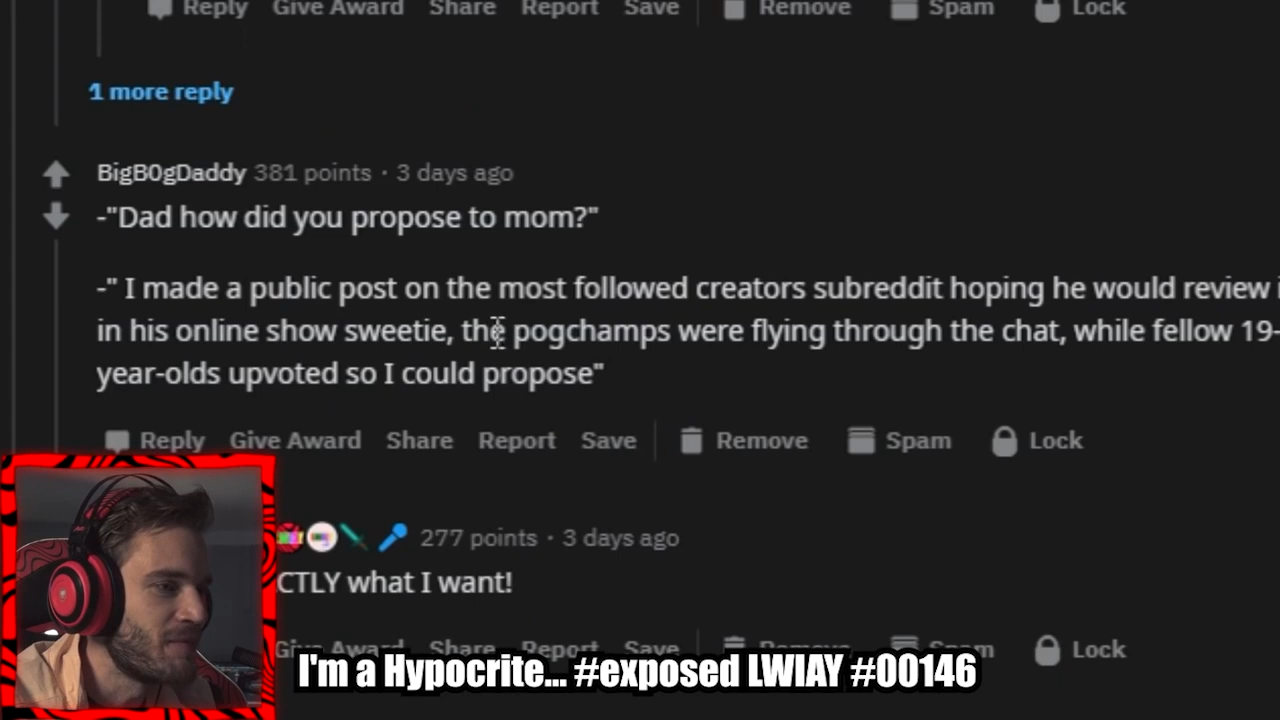 Reply Give Award Share Report Save Remove Spam Lock
1 more reply
BigB0gDaddy 381 points · 3 days ago
-"Dad how did you propose to mom?"
-" I made a public post on the most followed creators subreddit hoping he would review
in his online show sweetie, the pogchamps were flying through the chat, while fellow 19-
year-olds upvoted so I could propose"
Reply Give Award Share Report Save Remove Spam Lock
277 points · 3 days ago
CTLY what I want!
Give Award Share Report Save Remove Spam Lock
I'm a Hypocrite... #exposed LWIAY #00146